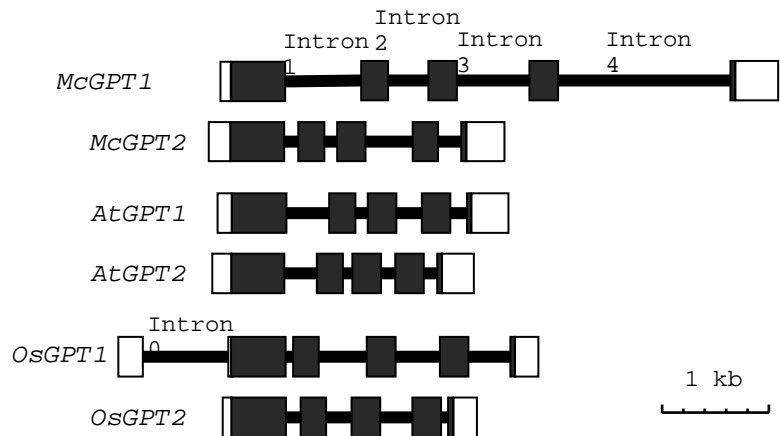 Intron 1
Intron 2
Intron 3
Intron 4
McGPT1
McGPT2
AtGPT1
AtGPT2
Intron 0
OsGPT1
1 kb
OsGPT2